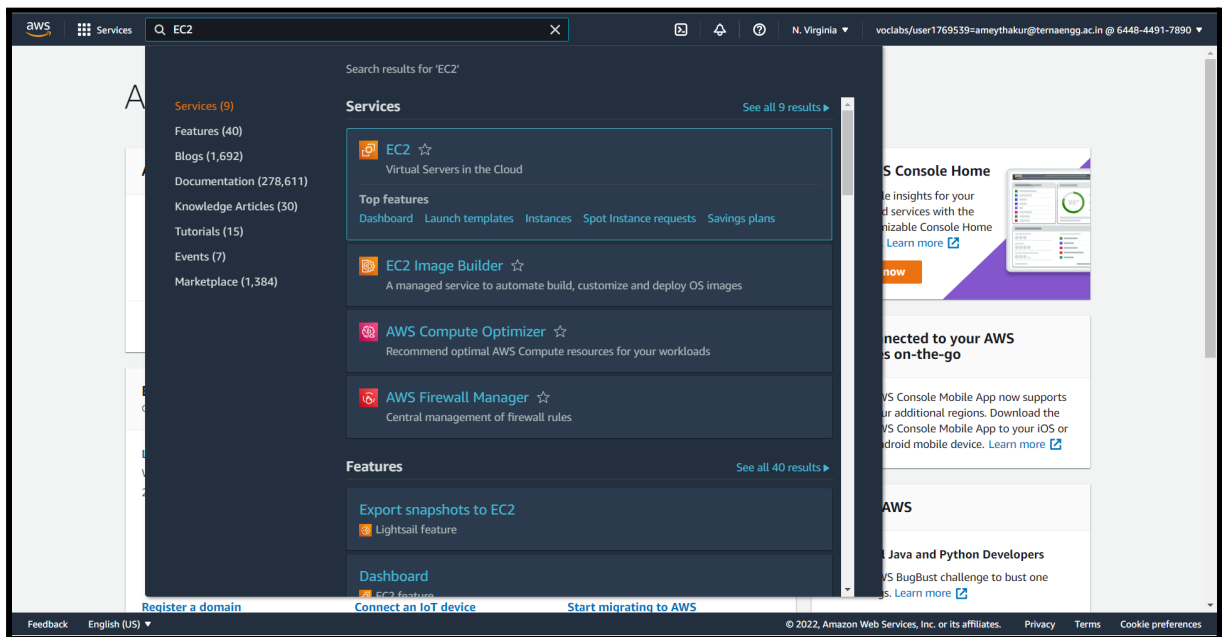 aws
Services
EC2
N. Virginia ▼
voclabs/user1769539=ameythakur@ternaengg.ac.in @ 6448-4491-7890 ▼
Search results for 'EC2'
Services (9)
Features (40)
Blogs (1,692)
Documentation (278,611)
Knowledge Articles (30)
Tutorials (15)
Events (7)
Marketplace (1,384)
Services
See all 9 results ▶
EC2
Virtual Servers in the Cloud
Top features
Dashboard Launch templates Instances Spot Instance requests Savings plans
EC2 Image Builder
A managed service to automate build, customize and deploy OS images
AWS Compute Optimizer
Recommend optimal AWS Compute resources for your workloads
AWS Firewall Manager
Central management of firewall rules
Features
See all 40 results ▶
Export snapshots to EC2
Lightsail feature
Dashboard
EC2 feature
S Console Home
le insights for your
d services with the
mizable Console Home
Learn more
now
nected to your AWS
s on-the-go
WS Console Mobile App now supports
ur additional regions. Download the
WS Console Mobile App to your iOS or
droid mobile device. Learn more
AWS
l Java and Python Developers
WS BugBust challenge to bust one
gs. Learn more
Register a domain
Connect an IoT device
Start migrating to AWS
Feedback
English (US) ▼
© 2022, Amazon Web Services, Inc. or its affiliates.
Privacy
Terms
Cookie preferences